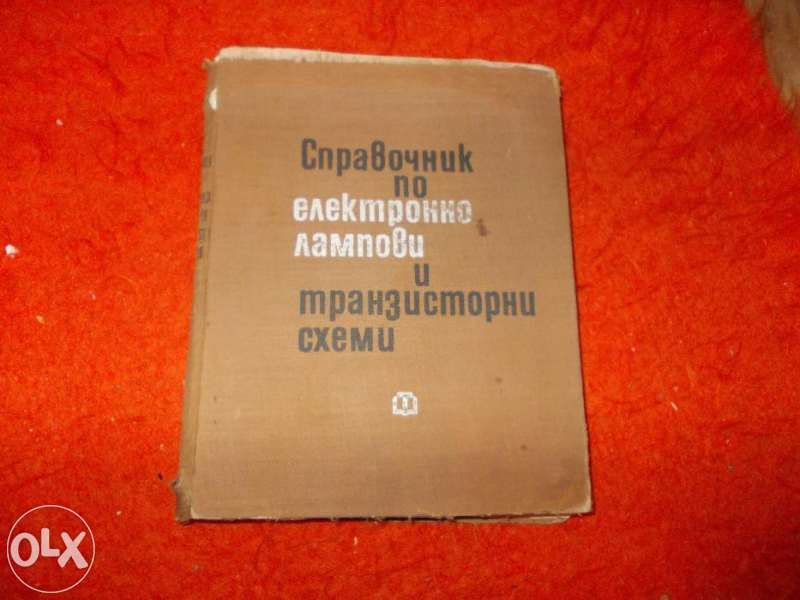 Справочник
по
електронно
лампови
и
транзисторни
схеми
OLX